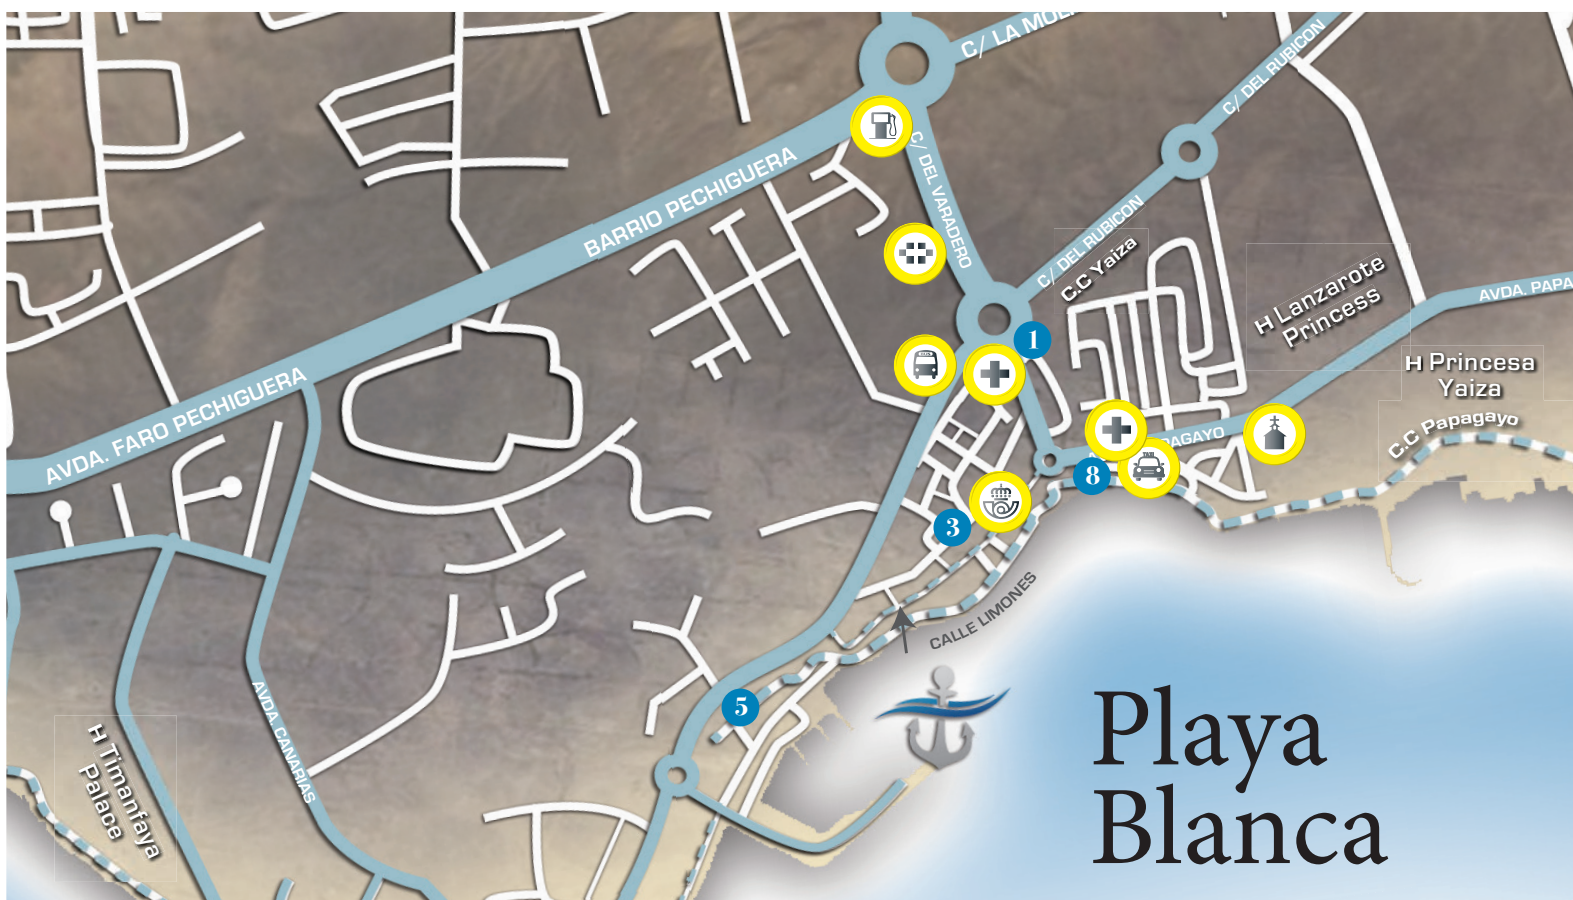 C/ LA MOL
C/ DEL RUBICON
BARRIO PECHIGUERA
C/ DEL VARADERO
C/ DEL RUBICON
C.C Yaiza
H Lanzarote
Princess
AVDA. PAPA
1
H Princesa
Yaiza
AVDA. FARO PECHIGUERA
C.C Papagayo
PAGAYO
TAXI
8
3
CALLE LIMONES
5
AVDA. CANARIAS
H Timanfaya
Palace
Playa
Blanca